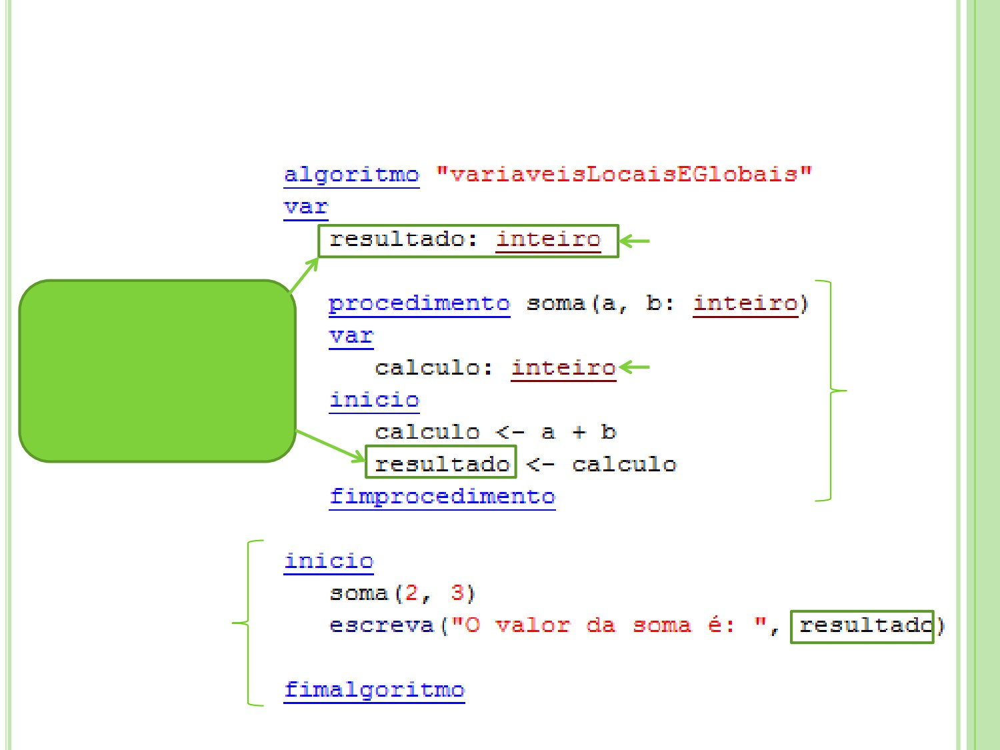 algoritmo "variaveisLocaisEGlobais"
var
resultado: inteiro
procedimento soma(a, b: inteiro)
var
calculo: inteiro
inicio
calculo <- a + b
resultado <- calculo
fimprocedimento
inicio
soma(2, 3)
escreva("O valor da soma é: ", resultado)
fimalgoritmo